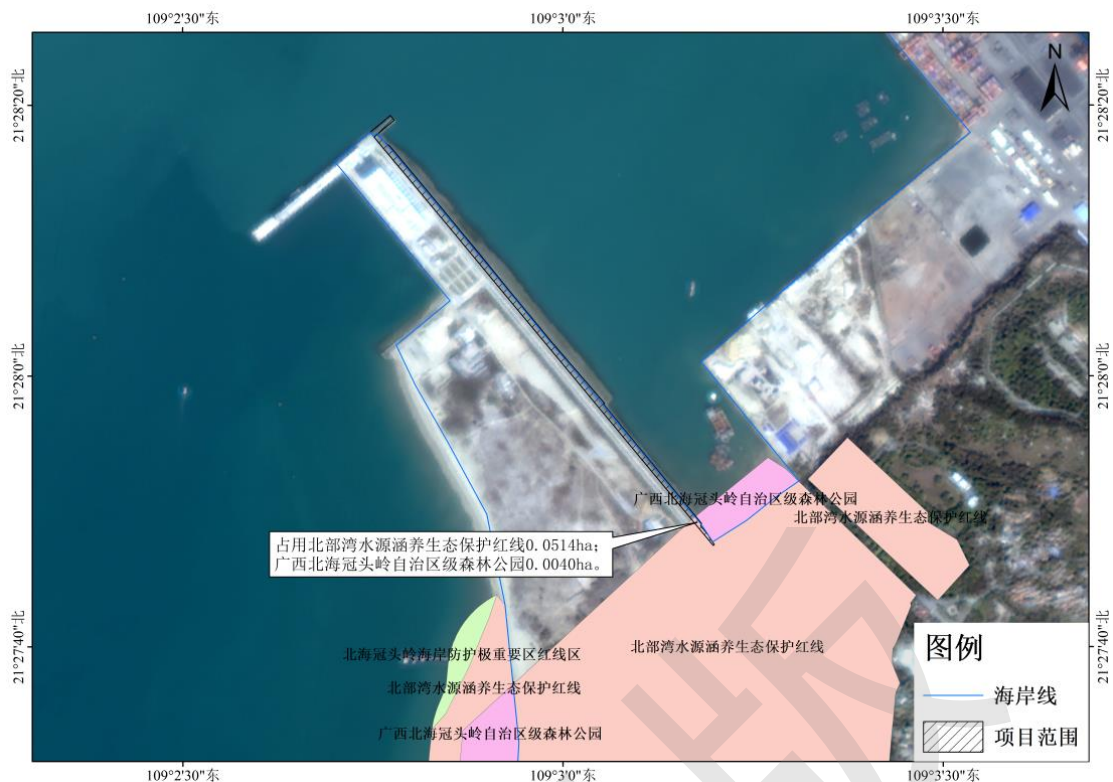 109°2'30"东
109°3'0"东
109°3'30"东
N
21°28'20"北
21°28'20"北
21°28'0"北
21°28'0"北
广西北海冠头岭自治区级森林公园
北部湾水源涵养生态保护红线
占用北部湾水源涵养生态保护红线0.0514ha；
广西北海冠头岭自治区级森林公园0.0040ha。
21°27'40"北
21°27'40"北
北海冠头岭海岸防护极重要区红线区
北部湾水源涵养生态保护红线
北部湾水源涵养生态保护红线
广西北海冠头岭自治区级森林公园
图例
海岸线
项目范围
109°2'30"东
109°3'0"东
109°3'30"东